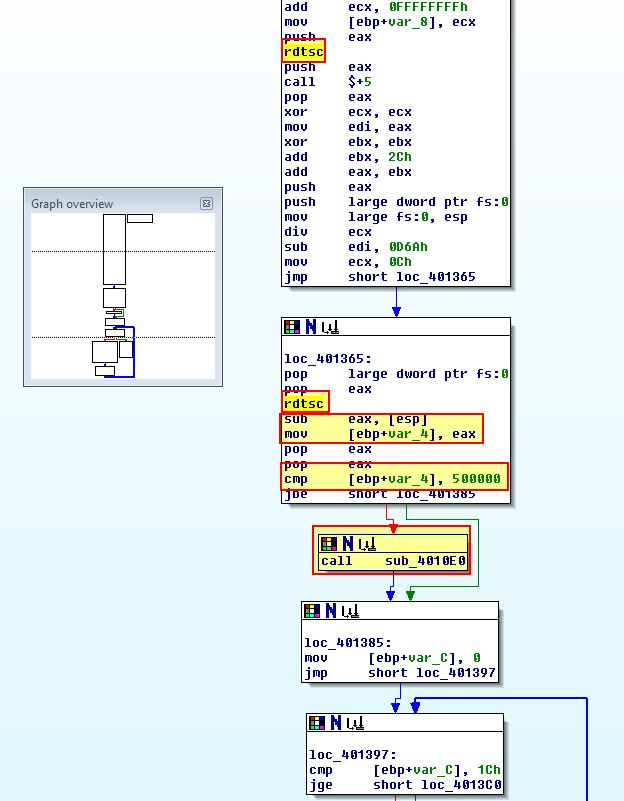 add ecx, 0FFFFFFFFh
mov [ebp+var_8], ecx
push eax
rdtsc
push eax
call $+5
pop eax
xor ecx, ecx
mov edi, eax
xor ebx, ebx
add ebx, 2Ch
add eax, ebx
push eax
push large dword ptr fs:0
mov large fs:0, esp
div ecx
sub edi, 0D6Ah
mov ecx, 0Ch
jmp short loc_401365
Graph overview
loc_401365:
pop large dword ptr fs:0
pop eax
rdtsc
sub eax, [esp]
mov [ebp+var_4], eax
pop eax
pop eax
cmp [ebp+var_4], 500000
jbe short loc_401385
call sub_4010E0
loc_401385:
mov [ebp+var_C], 0
jmp short loc_401397
loc_401397:
cmp [ebp+var_C], 1Ch
jge short loc_4013C0